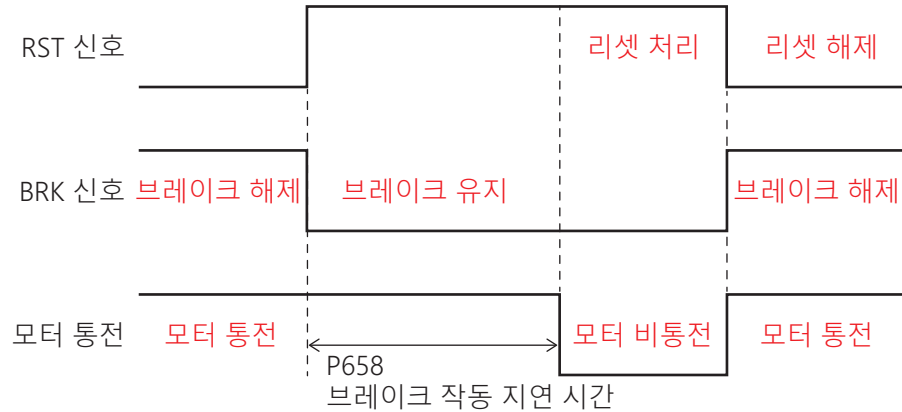 RST 신호
리셋 처리
리셋 해제
BRK 신호
브레이크 해제
브레이크 유지
브레이크 해제
모터 통전
모터 통전
모터 비통전
모터 통전
P658
브레이크 작동 지연 시간